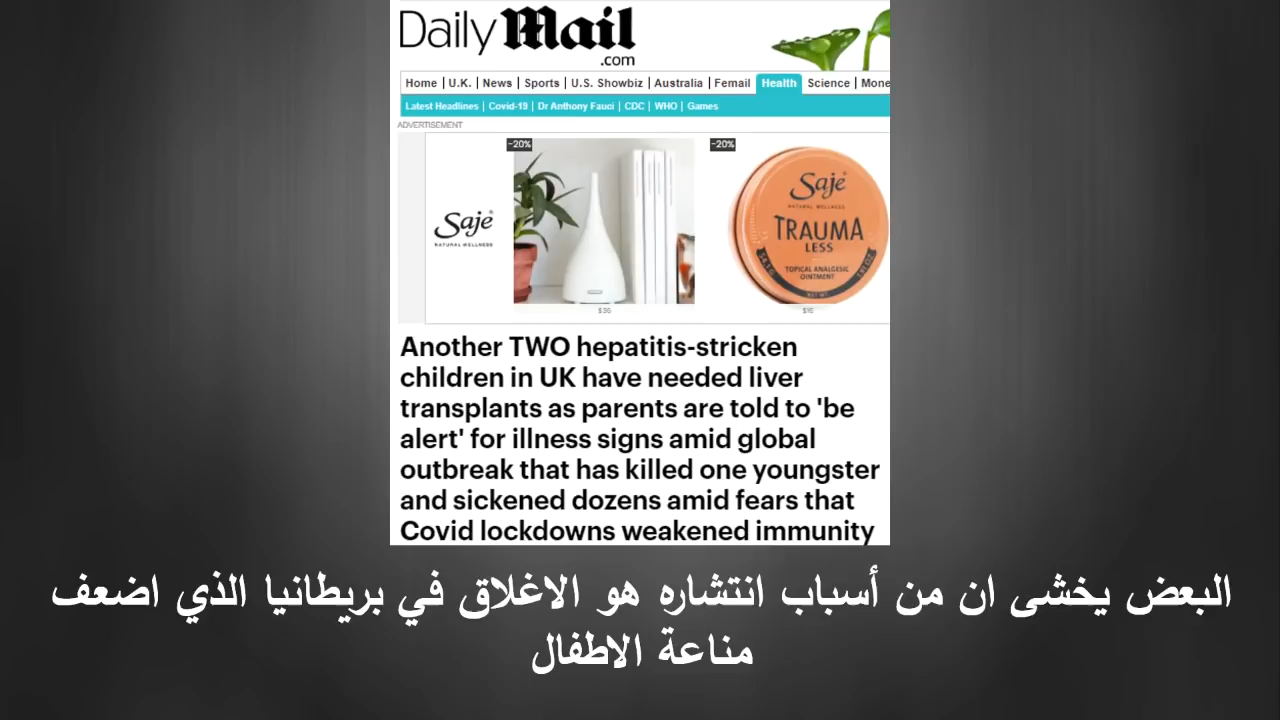 Daily Mail
.com
Home | U.K. | News | Sports | U.S. Showbiz | Australia | Femail | Health | Science | Mone
Latest Headlines | Covid-19 | Dr Anthony Fauci | CDC | WHO | Games
ADVERTISEMENT
-20%
-20%
Saje
NATURAL WELLNESS
Saje
NATURAL WELLNESS
TRAUMA
LESS
TOPICAL ANALGESIC
OINTMENT
$36
Another TWO hepatitis-stricken
children in UK have needed liver
transplants as parents are told to 'be
alert' for illness signs amid global
outbreak that has killed one youngster
and sickened dozens amid fears that
Covid lockdowns weakened immunity
البعض يخشى ان من أسباب انتشاره هو الاغلاق في بريطانيا الذي اضعف
مناعة الاطفال